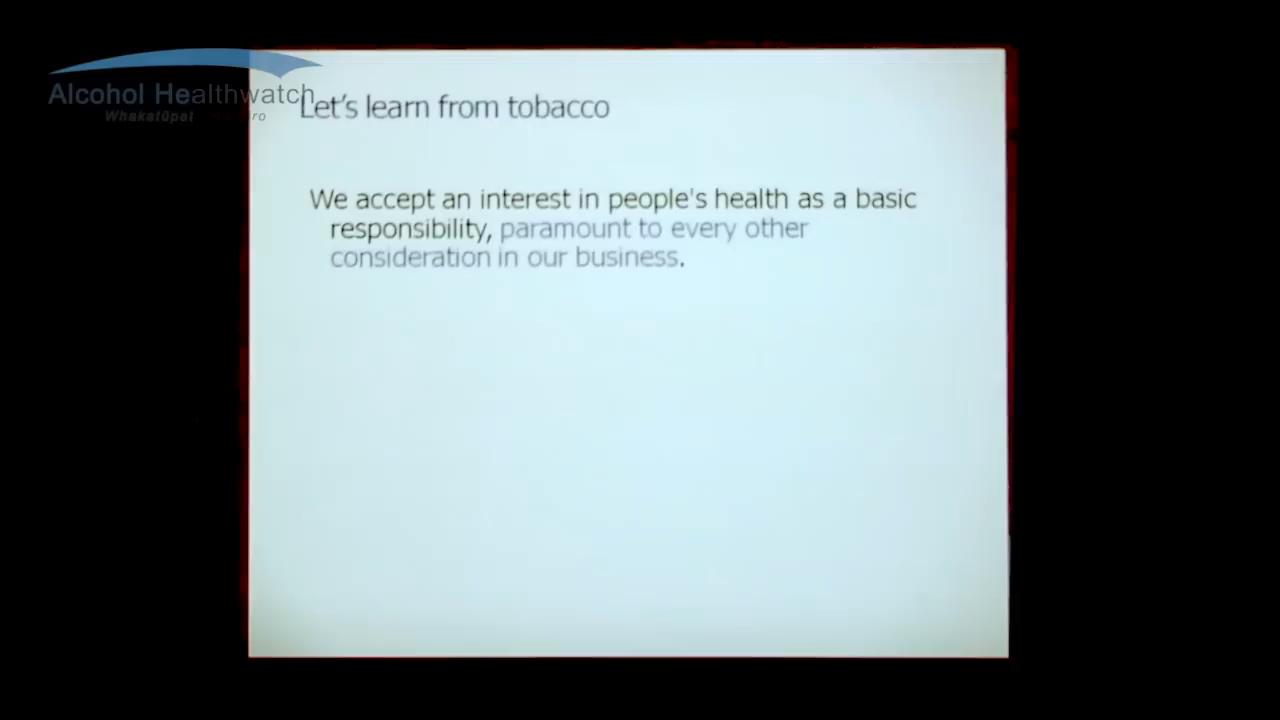 Alcohol Healthwatch
Whakatūpato
Let's learn from tobacco
We accept an interest in people's health as a basic
responsibility, paramount to every other
consideration in our business.